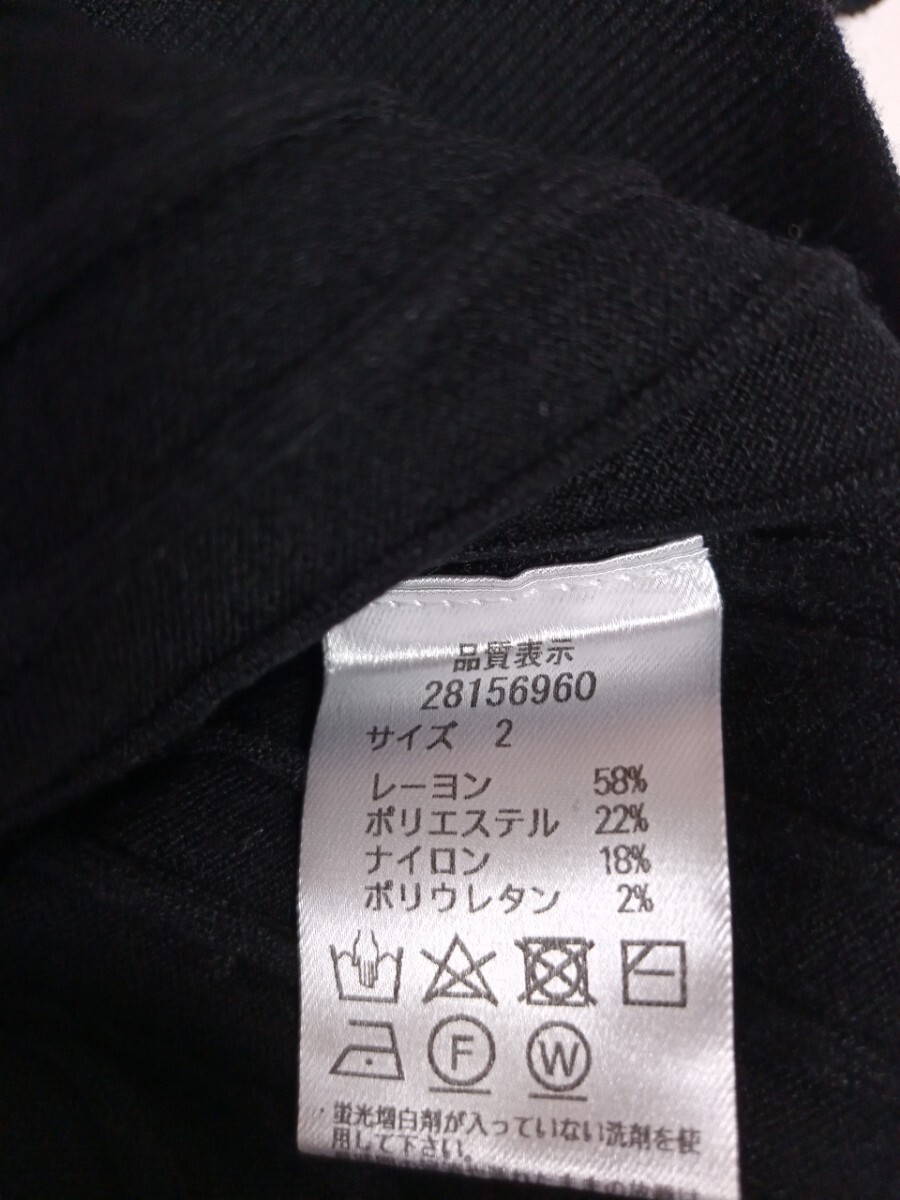 品質表示
28156960
サイズ 2
レーヨン 58%
ポリエステル 22%
ナイロン 18%
ポリウレタン 2%
F W
・蛍光増白剤が入っていない洗剤を使
用して下さい。